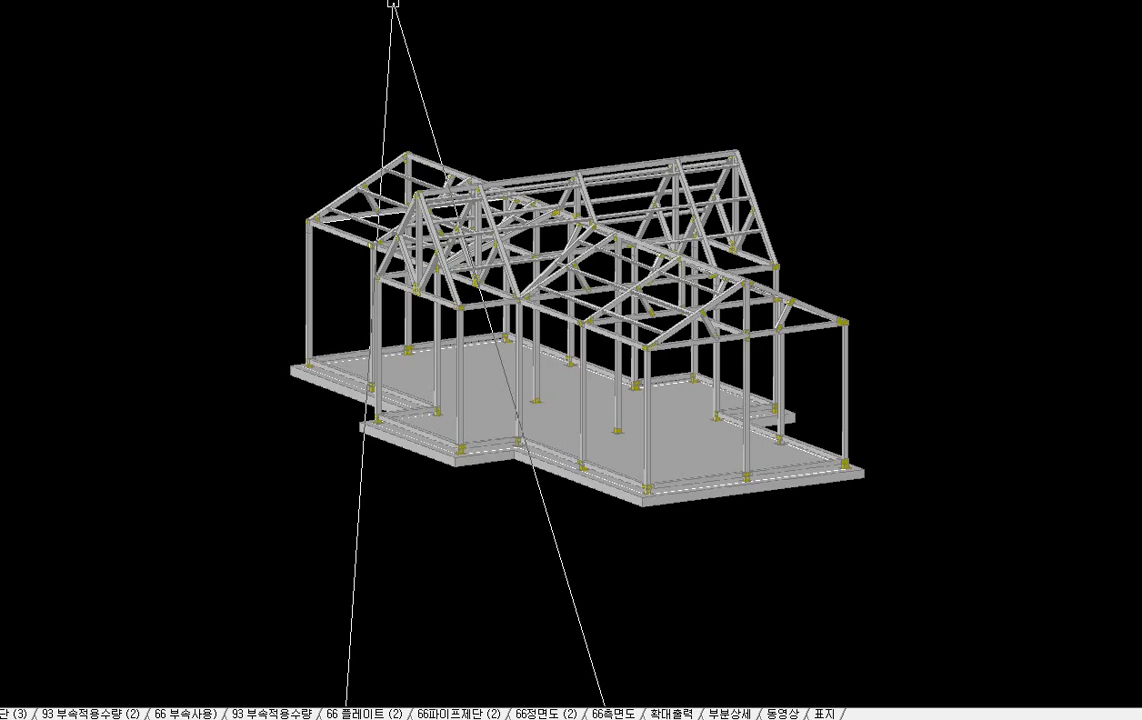 단 (3) / 93 부속적용수량 (2) / 66 부속사용) / 93 부속적용수량 / 66 플레이트 (2) / 66파이프제단 (2) / 66정면도 (2) / 66측면도 / 확대출력 / 부분상세 / 동영상 / 표지 /